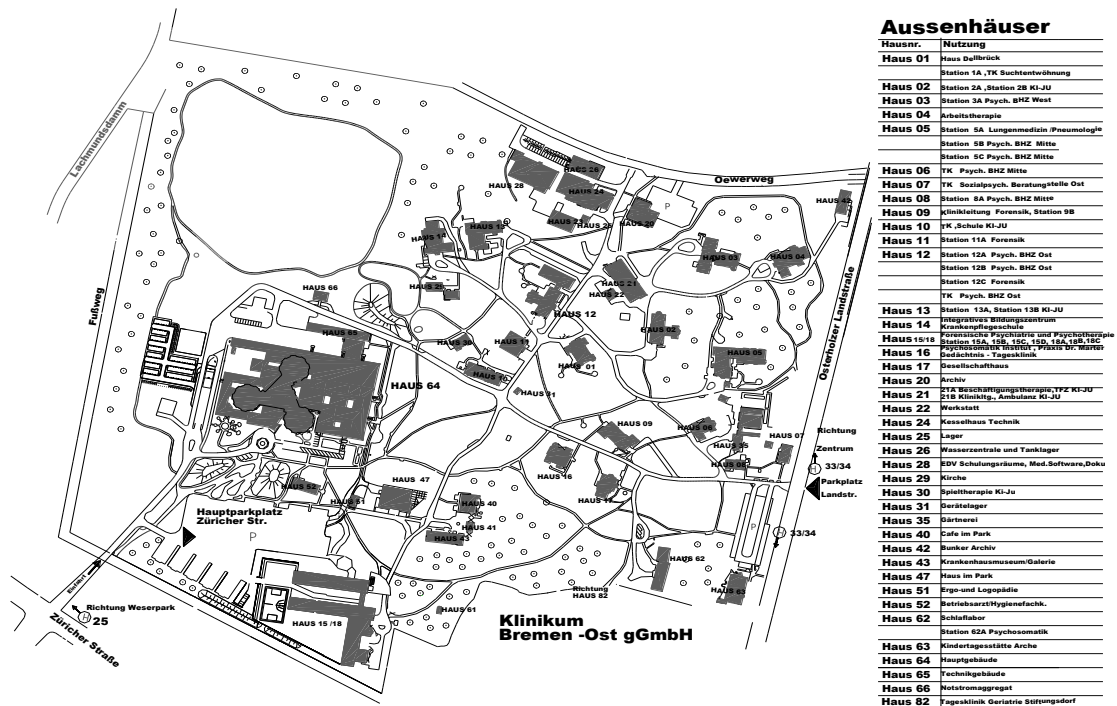 Aussenhäuser
Hausnr. Nutzung
Haus 01 Haus Dellbrück
Station 1A ,TK Suchtentwöhnung
Haus 02 Station 2A ,Station 2B KI-JU
Haus 03 Station 3A Psych. BHZ West
Haus 04 Arbeitstherapie
Haus 05 Station 5A Lungenmedizin /Pneumologie
Station 5B Psych. BHZ Mitte
Station 5C Psych. BHZ Mitte
Haus 06 TK Psych. BHZ Mitte
Haus 07 TK Sozialpsych. Beratungstelle Ost
Haus 08 Station 8A Psych. BHZ Mitte
Haus 09 Klinikleitung Forensik, Station 9B
Haus 10 TK ,Schule KI-JU
Haus 11 Station 11A Forensik
Haus 12 Station 12A Psych. BHZ Ost
Station 12B Psych. BHZ Ost
Station 12C Forensik
TK Psych. BHZ Ost
Haus 13 Station 13A, Station 13B KI-JU
Haus 14 Integratives Bildungszentrum
Krankenpflegeschule
Haus 15/18 Forensische Psychiatrie und Psychotherapie
Station 15A, 15B, 15C, 15D, 18A,18B,18C
Haus 16 Psychosomatik Institut , Praxis Dr. Marter
Gedächtnis - Tagesklinik
Haus 17 Gesellschafthaus
Haus 20 Archiv
Haus 21 21A Beschäftigungstherapie,TFZ KI-JU
21B Klinikltg., Ambulanz KI-JU
Haus 22 Werkstatt
Haus 24 Kesselhaus Technik
Haus 25 Lager
Haus 26 Wasserzentrale und Tanklager
Haus 28 EDV Schulungsräume, Med.Software,Doku
Haus 29 Kirche
Haus 30 Spieltherapie Ki-Ju
Haus 31 Gerätelager
Haus 35 Gärtnerei
Haus 40 Cafe im Park
Haus 42 Bunker Archiv
Haus 43 Krankenhausmuseum/Galerie
Haus 47 Haus im Park
Haus 51 Ergo-und Logopädie
Haus 52 Betriebsarzt/Hygienefachk.
Haus 62 Schlaflabor
Station 62A Psychosomatik
Haus 63 Kindertagesstätte Arche
Haus 64 Hauptgebäude
Haus 65 Technikgebäude
Haus 66 Notstromaggregat
Haus 82 Tagesklinik Geriatrie Stiftungsdorf
Lachmundsdamm
Fußweg
Oewerweg
Osterholzer Landstraße
HAUS 26
HAUS 28
HAUS 24
HAUS 23
HAUS 25
HAUS 20
P
HAUS 42
HAUS 14
HAUS 13
HAUS 03
HAUS 04
HAUS 66
HAUS 29
HAUS 21
HAUS 22
HAUS 12
HAUS 65
HAUS 30
HAUS 11
HAUS 02
HAUS 05
HAUS 64
HAUS 10
HAUS 01
HAUS 31
HAUS 09
HAUS 06
HAUS 35
HAUS 07
HAUS 08
Richtung
Zentrum
H 33/34
Parkplatz
Landstr.
HAUS 16
HAUS 17
HAUS 52
HAUS 51
HAUS 47
HAUS 40
HAUS 41
HAUS 43
Hauptparkplatz
Züricher Str.
P
P
H 33/34
HAUS 62
HAUS 63
Richtung
HAUS 82
HAUS 61
HAUS 15 /18
Einfahrt
Richtung Weserpark
H 25
Züricher Straße
Klinikum
Bremen -Ost gGmbH